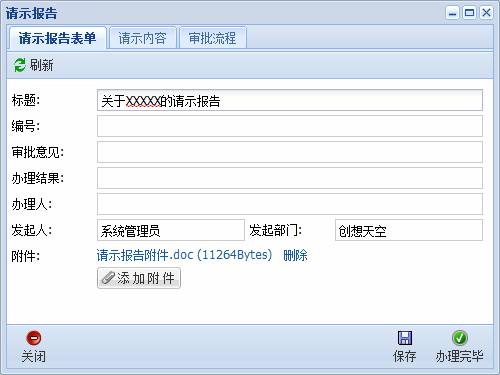 请示报告
请示报告表单 请示内容 审批流程
刷新
标题: 关于XXXXX的请示报告
编号:
审批意见:
办理结果:
办理人:
发起人: 系统管理员 发起部门: 创想天空
附件: 请示报告附件.doc (11264Bytes) 删除
添加附件
关闭 保存 办理完毕